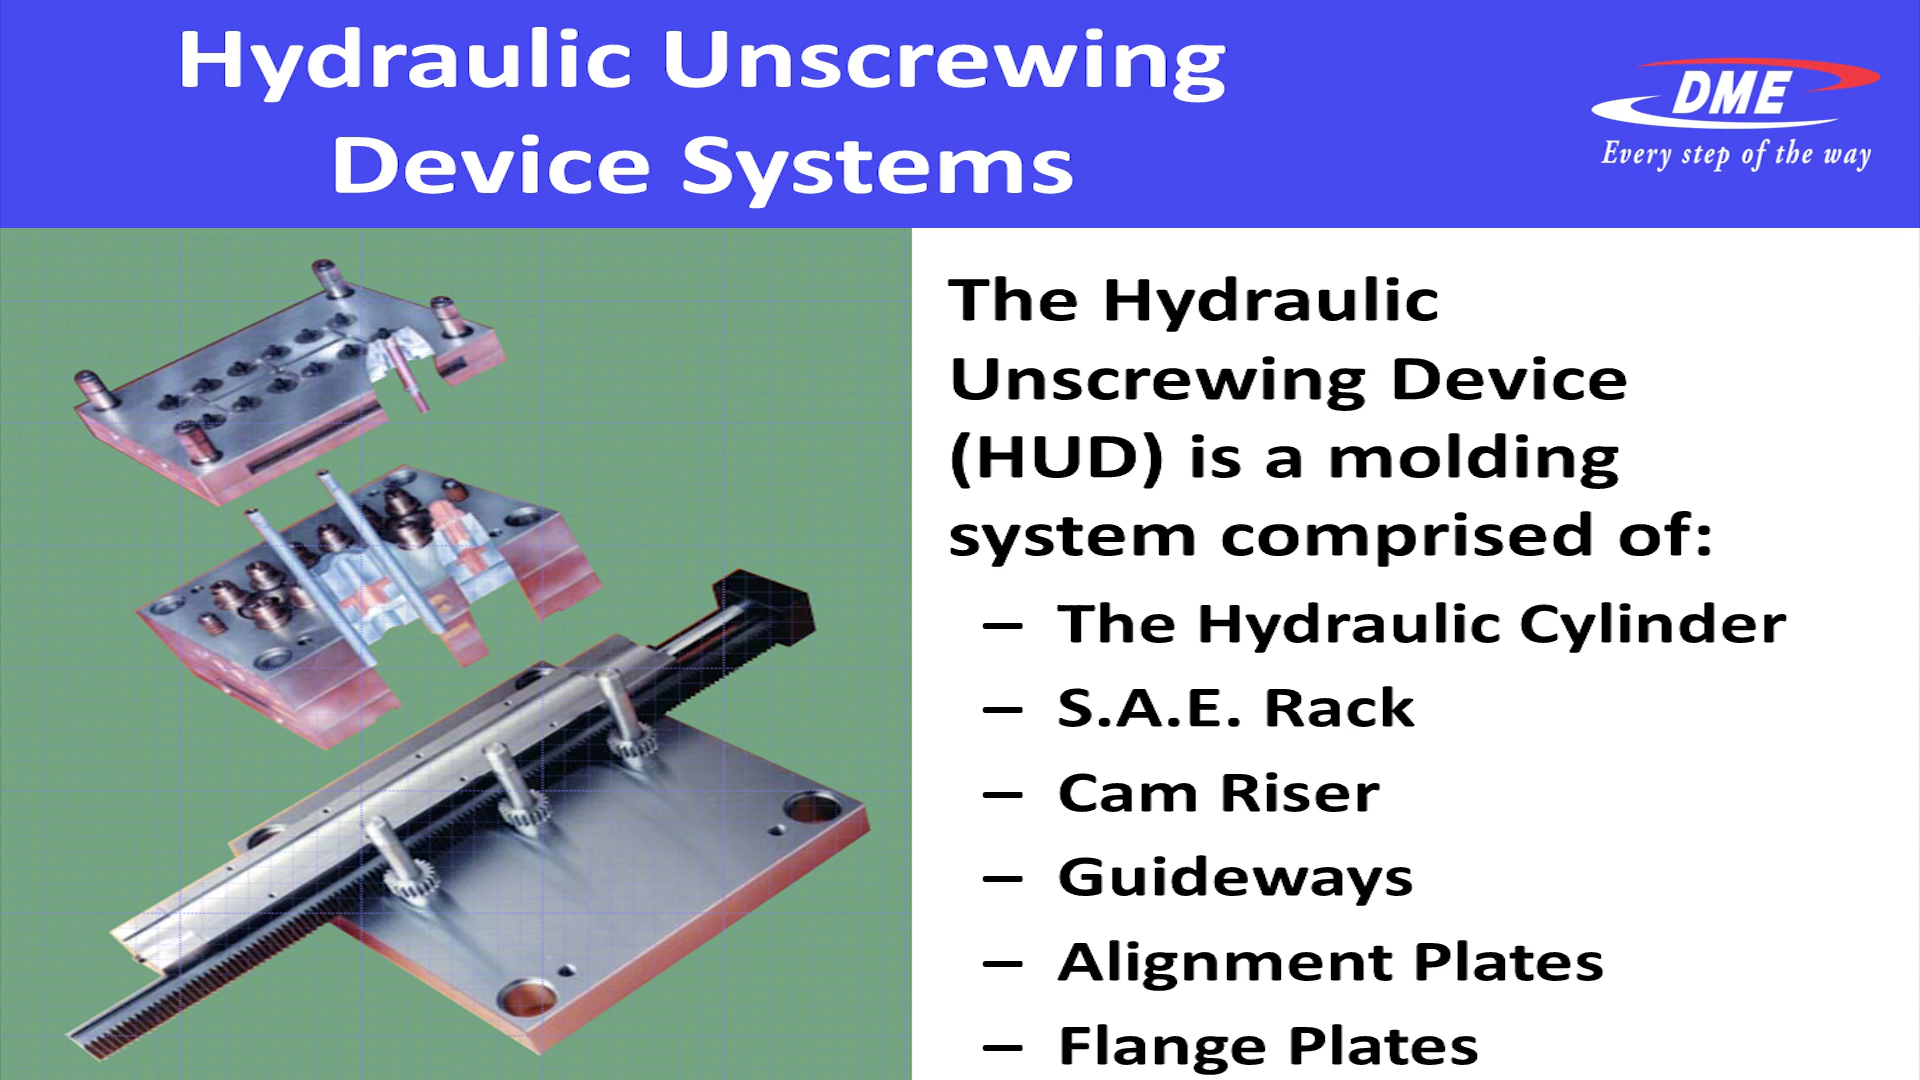 Hydraulic Unscrewing
Device Systems
DME
Every step of the way
The Hydraulic
Unscrewing Device
(HUD) is a molding
system comprised of:
– The Hydraulic Cylinder
– S.A.E. Rack
– Cam Riser
– Guideways
– Alignment Plates
– Flange Plates